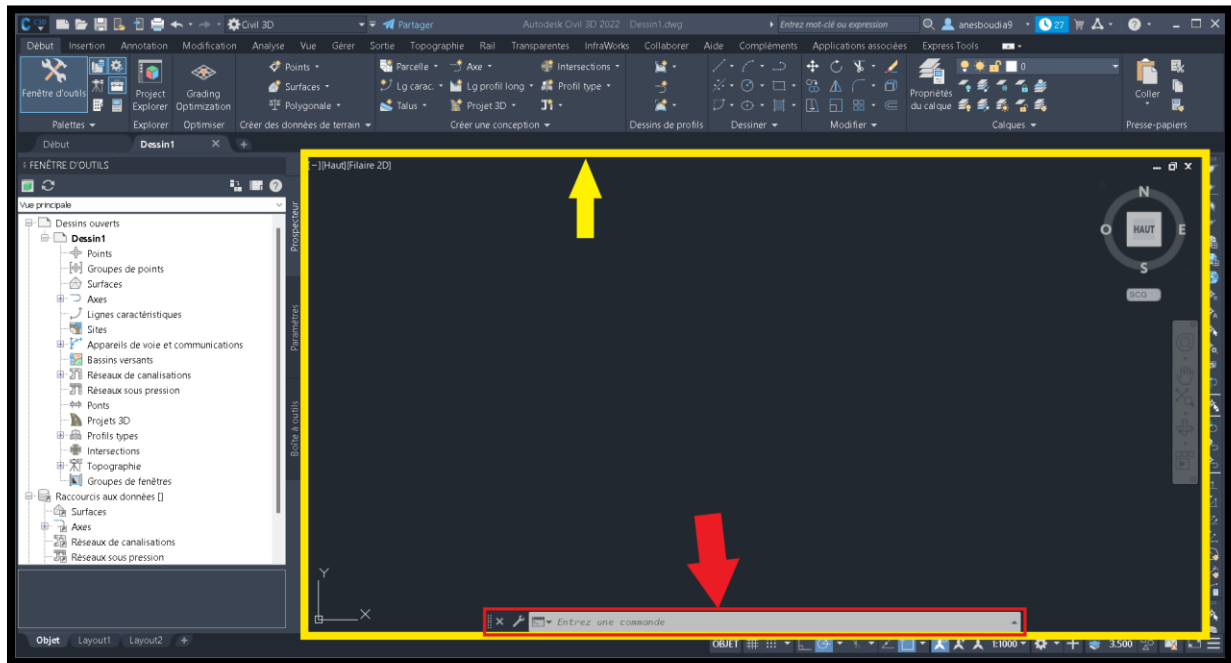 C C3D Civil 3D Partager Autodesk Civil 3D 2022 Dessin1.dwg Entrez mot-clé ou expression anesboudia9 27
Début Insertion Annotation Modification Analyse Vue Gérer Sortie Topographie Rail Transparentes InfraWorks Collaborer Aide Compléments Applications associées Express Tools
Points Parcelle Axe Intersections 0
Fenêtre d'outils Project Explorer Grading Optimization Surfaces Lg carac. Lg profil long Profil type Propriétés du calque Coller
Polygonale Talus Projet 3D
Palettes Explorer Optimiser Créer des données de terrain Créer une conception Dessins de profils Dessiner Modifier Calques Presse-papiers
Début Dessin1 × +
FENÊTRE D'OUTILS
[−][Haut][Filaire 2D]
Vue principale
Dessins ouverts
Dessin1
Points
Groupes de points
Surfaces
Axes
Lignes caractéristiques
Sites
Appareils de voie et communications
Bassins versants
Réseaux de canalisations
Réseaux sous pression
Ponts
Projets 3D
Profils types
Intersections
Topographie
Groupes de fenêtres
Raccourcis aux données []
Surfaces
Axes
Réseaux de canalisations
Réseaux sous pression
Prospecteur
Paramètres
Boîte à outils
N
O HAUT E
S
SCG
Y
X
Entrez une commande
Objet Layout1 Layout2 +
OBJET 1:1000 3.500